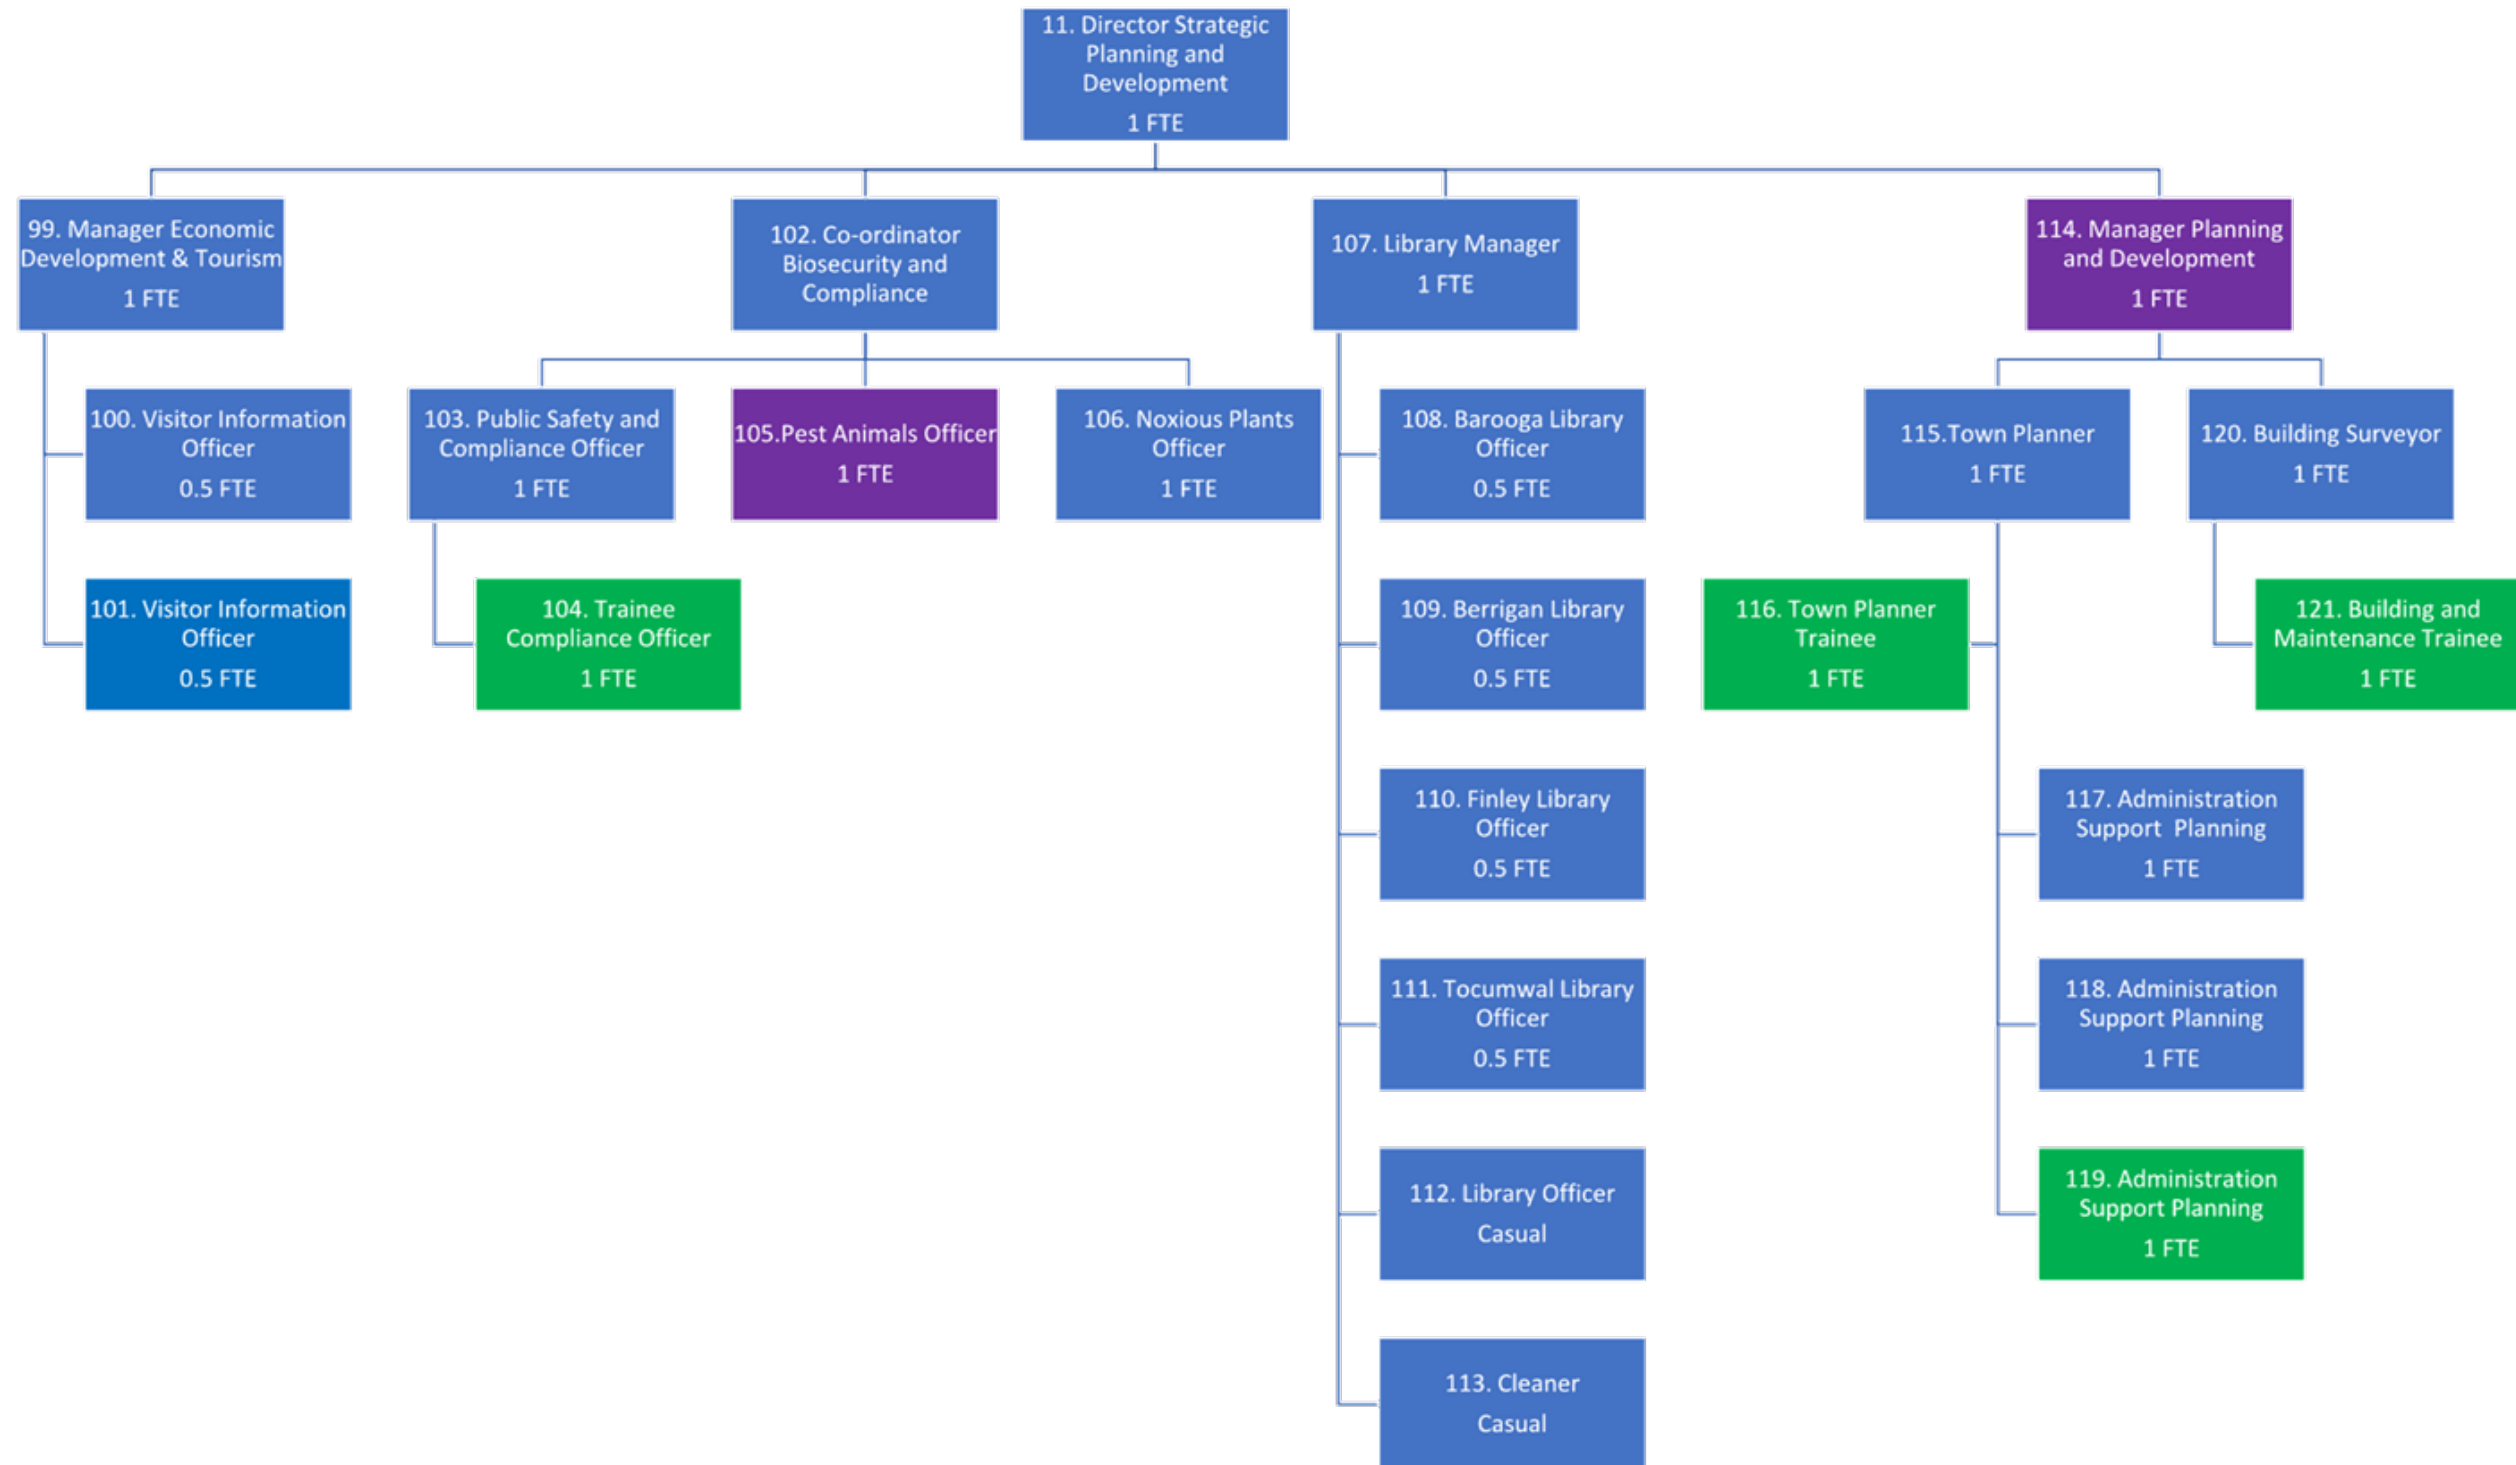 11. Director Strategic
Planning and
Development
1 FTE
99. Manager Economic
Development & Tourism
1 FTE
102. Co-ordinator
Biosecurity and
Compliance
107. Library Manager
1 FTE
114. Manager Planning
and Development
1 FTE
100. Visitor Information
Officer
0.5 FTE
103. Public Safety and
Compliance Officer
1 FTE
105.Pest Animals Officer
1 FTE
106. Noxious Plants
Officer
1 FTE
108. Barooga Library
Officer
0.5 FTE
115.Town Planner
1 FTE
120. Building Surveyor
1 FTE
101. Visitor Information
Officer
0.5 FTE
104. Trainee
Compliance Officer
1 FTE
109. Berrigan Library
Officer
0.5 FTE
116. Town Planner
Trainee
1 FTE
121. Building and
Maintenance Trainee
1 FTE
110. Finley Library
Officer
0.5 FTE
117. Administration
Support  Planning
1 FTE
111. Tocumwal Library
Officer
0.5 FTE
118. Administration
Support Planning
1 FTE
112. Library Officer
Casual
119. Administration
Support Planning
1 FTE
113. Cleaner
Casual